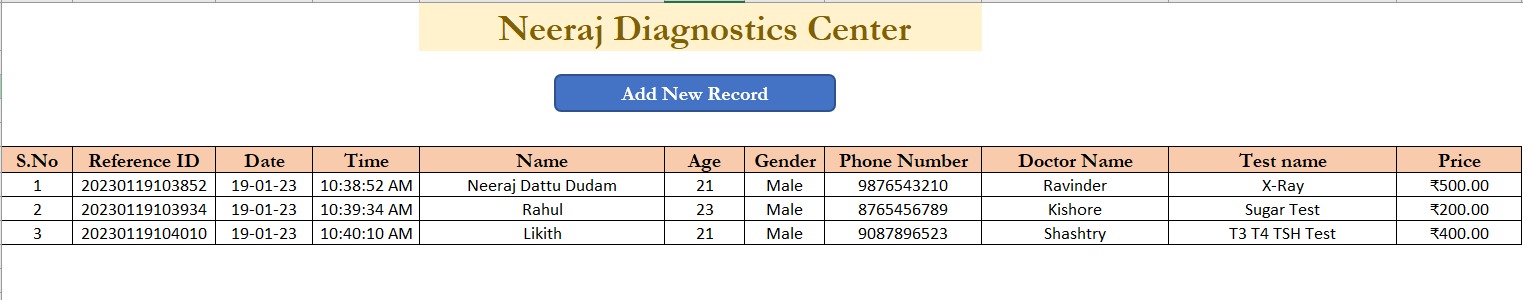 Neeraj Diagnostics Center
Add New Record
S.No Reference ID Date Time Name Age Gender Phone Number Doctor Name Test name Price
1 20230119103852 19-01-23 10:38:52 AM Neeraj Dattu Dudam 21 Male 9876543210 Ravinder X-Ray ₹500.00
2 20230119103934 19-01-23 10:39:34 AM Rahul 23 Male 8765456789 Kishore Sugar Test ₹200.00
3 20230119104010 19-01-23 10:40:10 AM Likith 21 Male 9087896523 Shashtry T3 T4 TSH Test ₹400.00